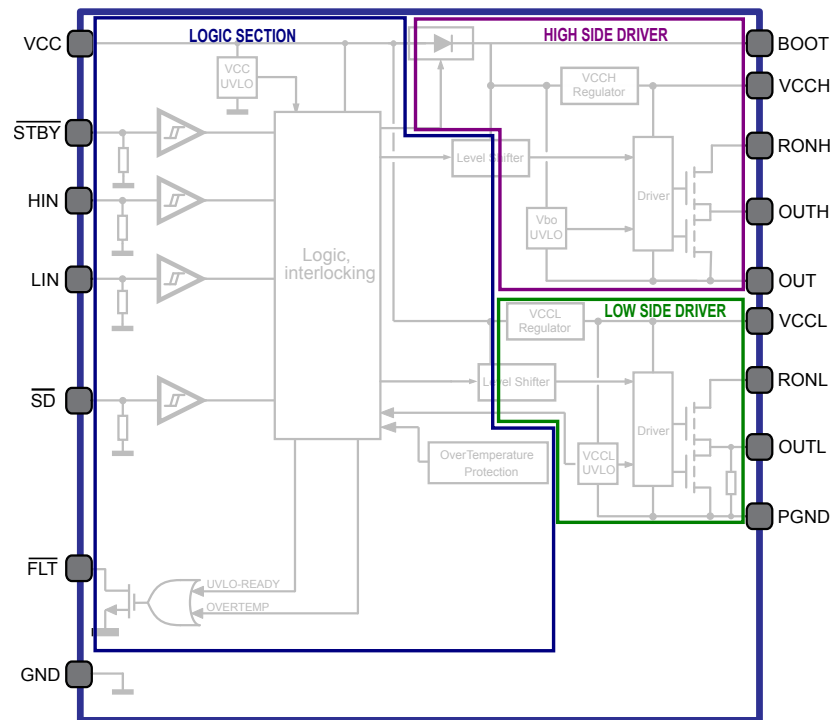 LOGIC SECTION
HIGH SIDE DRIVER
VCC
BOOT
VCC
UVLO
VCCH
Regulator
VCCH
STBY
Level Shifter
RONH
HIN
Driver
Vbo
UVLO
OUTH
Logic,
interlocking
LIN
OUT
VCCL
Regulator
LOW SIDE DRIVER
VCCL
SD
Level Shifter
RONL
Driver
OUTL
OverTemperature
Protection
VCCL
UVLO
PGND
FLT
UVLO-READY
OVERTEMP
GND